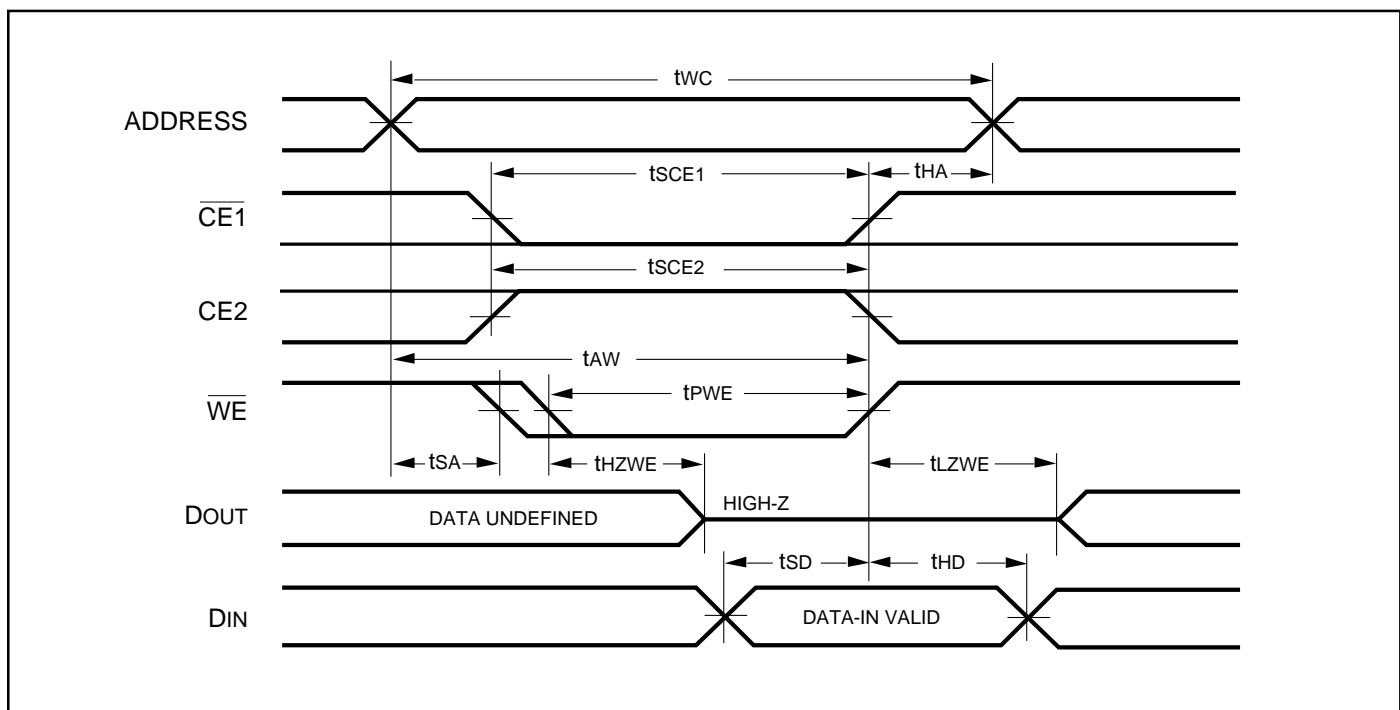 tWC
ADDRESS
tSCE1
tHA
CE1
tSCE2
CE2
tAW
WE
tPWE
tSA
tHZWE
tLZWE
DOUT
DATA UNDEFINED
HIGH-Z
tSD
tHD
DIN
DATA-IN VALID